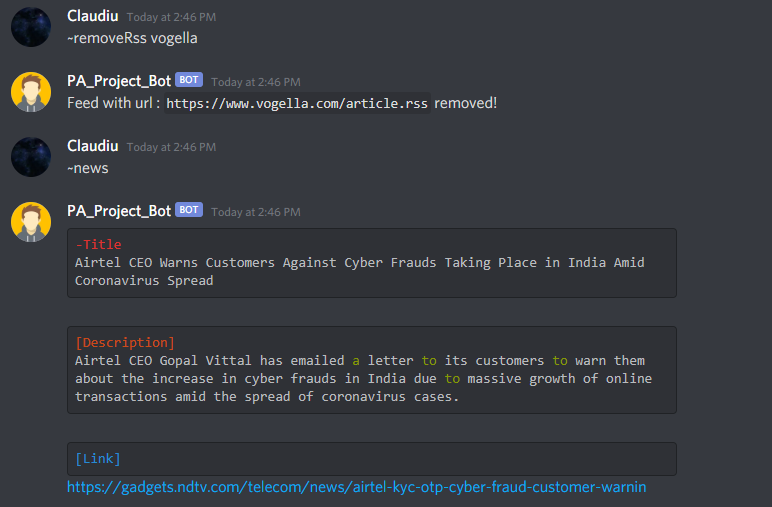 Claudiu Today at 2:46 PM
~removeRss vogella
PA_Project_Bot BOT Today at 2:46 PM
Feed with url : https://www.vogella.com/article.rss removed!
Claudiu Today at 2:46 PM
~news
PA_Project_Bot BOT Today at 2:46 PM
-Title
Airtel CEO Warns Customers Against Cyber Frauds Taking Place in India Amid
Coronavirus Spread
[Description]
Airtel CEO Gopal Vittal has emailed a letter to its customers to warn them
about the increase in cyber frauds in India due to massive growth of online
transactions amid the spread of coronavirus cases.
[Link]
https://gadgets.ndtv.com/telecom/news/airtel-kyc-otp-cyber-fraud-customer-warnin